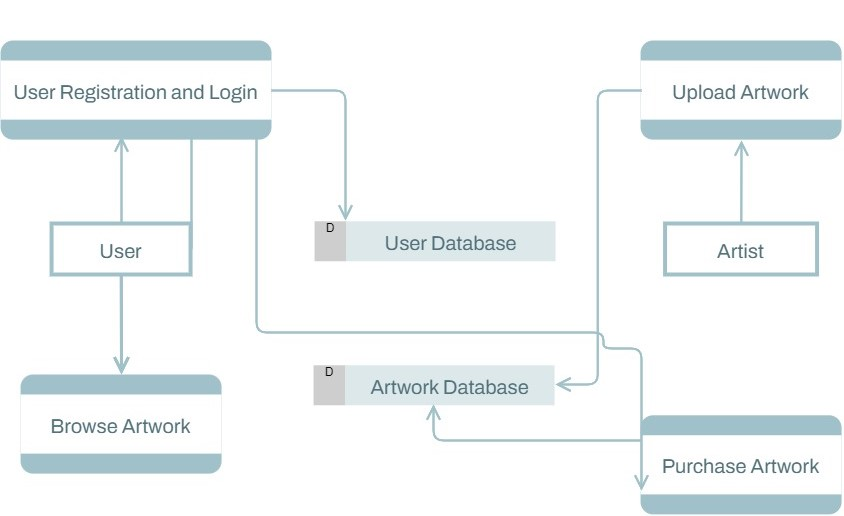 User Registration and Login
Upload Artwork
User
D
User Database
Artist
D
Artwork Database
Browse Artwork
Purchase Artwork